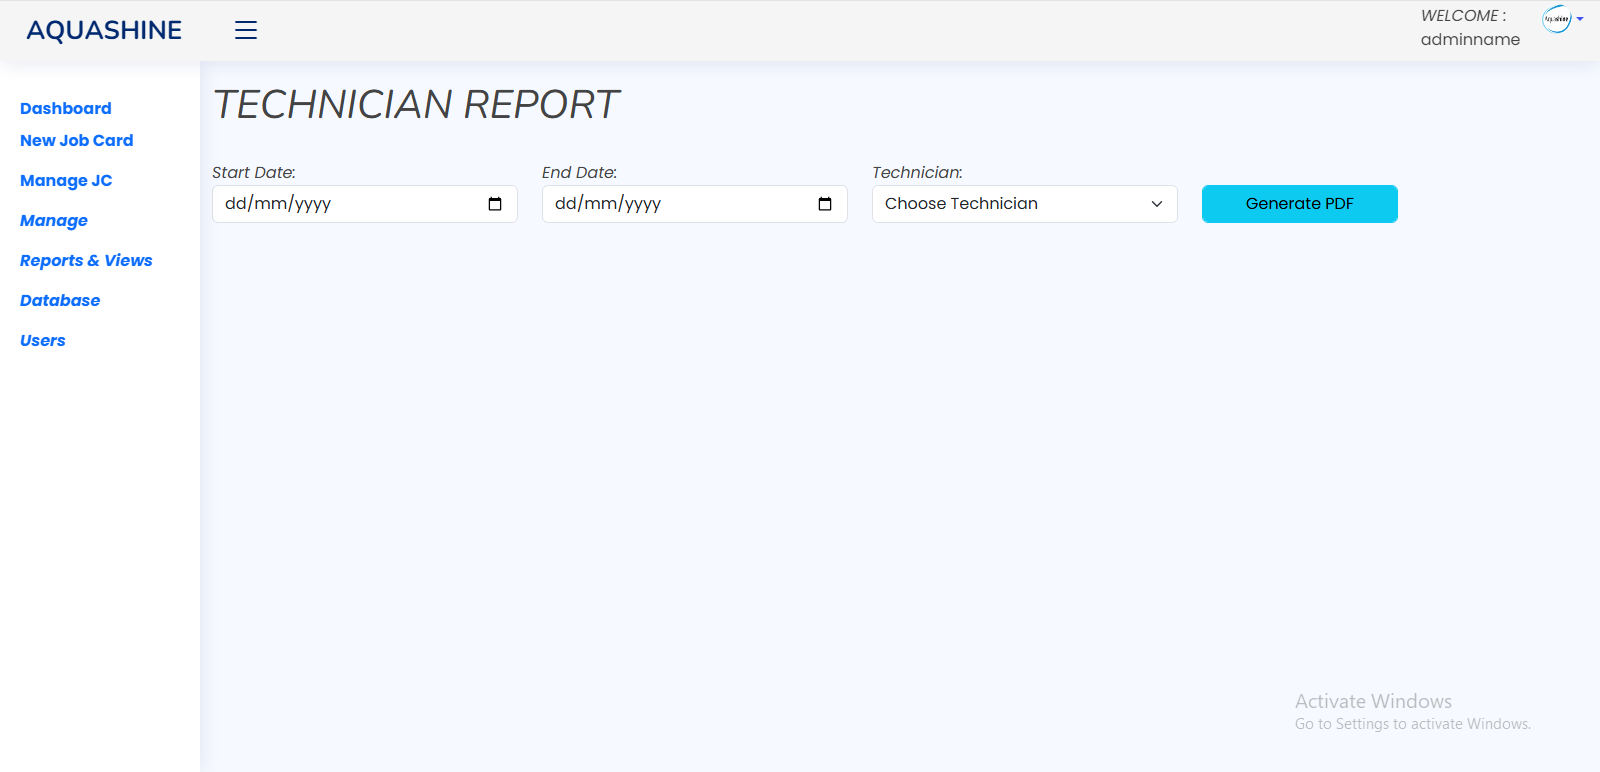 AQUASHINE
WELCOME :
adminname
Aquashine
Dashboard
New Job Card
Manage JC
Manage
Reports & Views
Database
Users
TECHNICIAN REPORT
Start Date:
dd/mm/yyyy
End Date:
dd/mm/yyyy
Technician:
Choose Technician
Generate PDF
Activate Windows
Go to Settings to activate Windows.